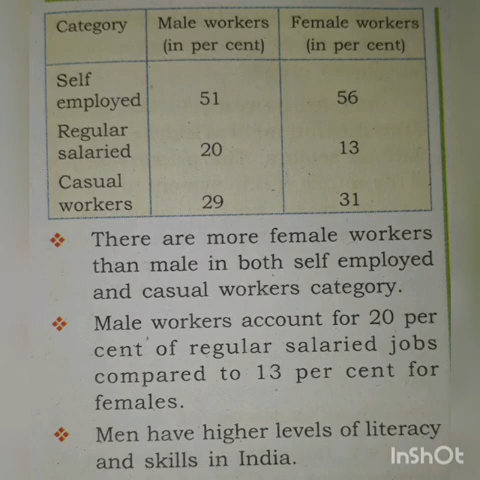 Category Male workers Female workers
(in per cent) (in per cent)
Self
employed 51 56
Regular
salaried 20 13
Casual
workers 29 31
❖ There are more female workers
than male in both self employed
and casual workers category.
❖ Male workers account for 20 per
cent of regular salaried jobs
compared to 13 per cent for
females.
❖ Men have higher levels of literacy
and skills in India.
InShOt